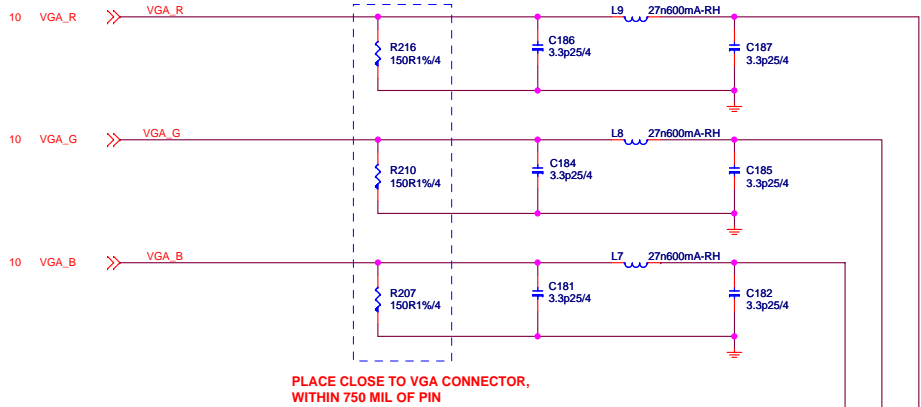 10 VGA_R VGA_R L9 27n600mA-RH
R216
150R1%/4
C186
3.3p25/4
C187
3.3p25/4
10 VGA_G VGA_G L8 27n600mA-RH
R210
150R1%/4
C184
3.3p25/4
C185
3.3p25/4
10 VGA_B VGA_B L7 27n600mA-RH
R207
150R1%/4
C181
3.3p25/4
C182
3.3p25/4
PLACE CLOSE TO VGA CONNECTOR,
WITHIN 750 MIL OF PIN